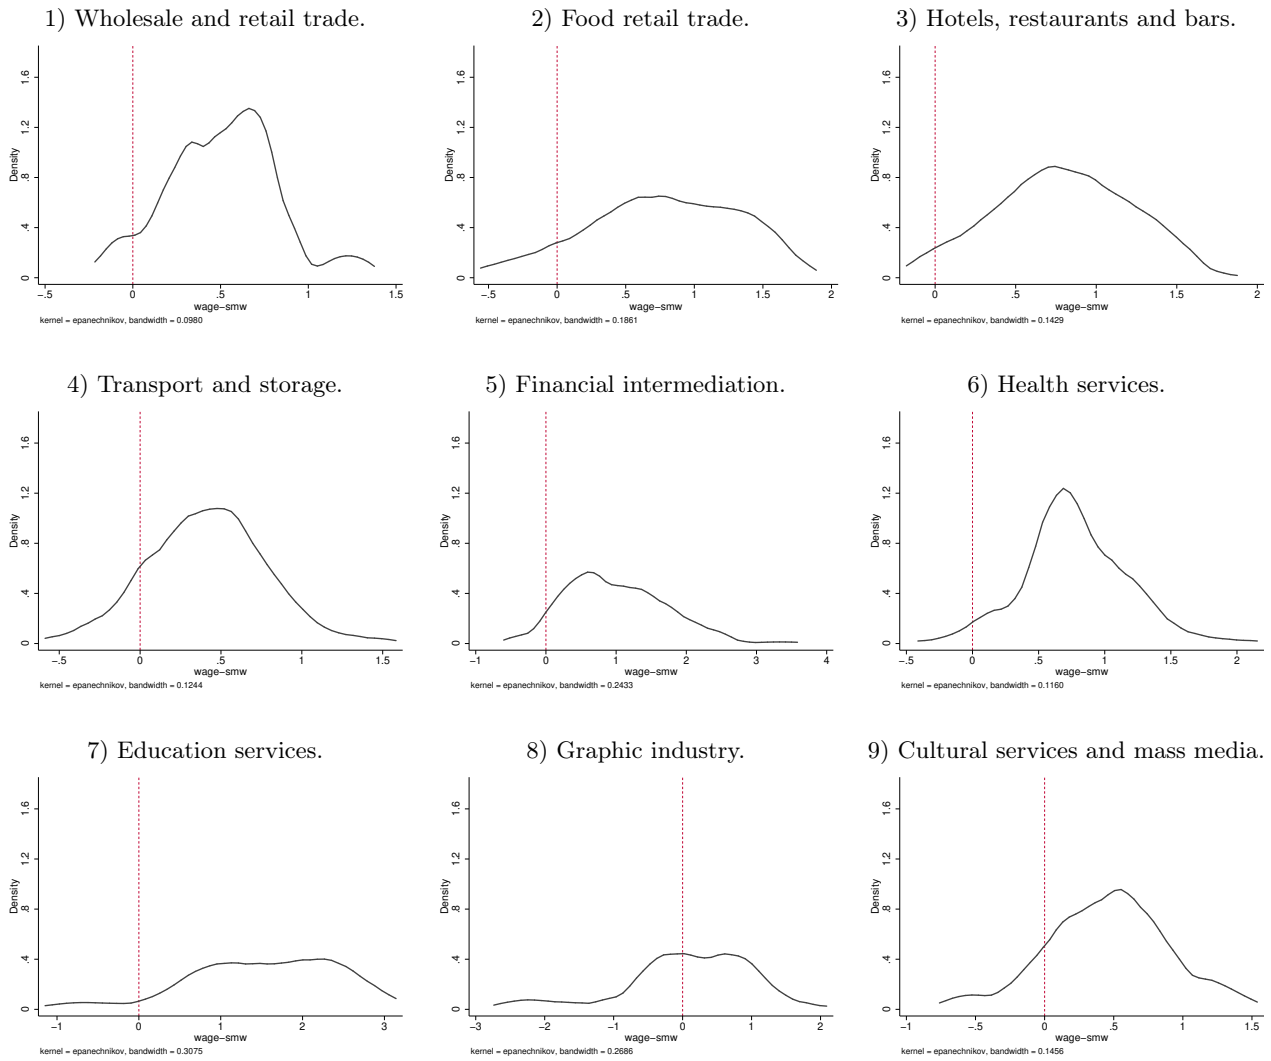 1) Wholesale and retail trade.
2) Food retail trade.
3) Hotels, restaurants and bars.
Density
0 .4 .8 1.2 1.6
-.5 0 .5 1 1.5
wage-smw
kernel = epanechnikov, bandwidth = 0.0980
Density
0 .4 .8 1.2 1.6
-.5 0 .5 1 1.5 2
wage-smw
kernel = epanechnikov, bandwidth = 0.1861
Density
0 .4 .8 1.2 1.6
0 .5 1 1.5 2
wage-smw
kernel = epanechnikov, bandwidth = 0.1429
4) Transport and storage.
5) Financial intermediation.
6) Health services.
Density
0 .4 .8 1.2 1.6
-.5 0 .5 1 1.5
wage-smw
kernel = epanechnikov, bandwidth = 0.1244
Density
0 .4 .8 1.2 1.6
-1 0 1 2 3 4
wage-smw
kernel = epanechnikov, bandwidth = 0.2433
Density
0 .4 .8 1.2 1.6
-.5 0 .5 1 1.5 2
wage-smw
kernel = epanechnikov, bandwidth = 0.1160
7) Education services.
8) Graphic industry.
9) Cultural services and mass media.
Density
0 .4 .8 1.2 1.6
-1 0 1 2 3
wage-smw
kernel = epanechnikov, bandwidth = 0.3075
Density
0 .4 .8 1.2 1.6
-3 -2 -1 0 1 2
wage-smw
kernel = epanechnikov, bandwidth = 0.2686
Density
0 .4 .8 1.2 1.6
-1 -.5 0 .5 1 1.5
wage-smw
kernel = epanechnikov, bandwidth = 0.1456